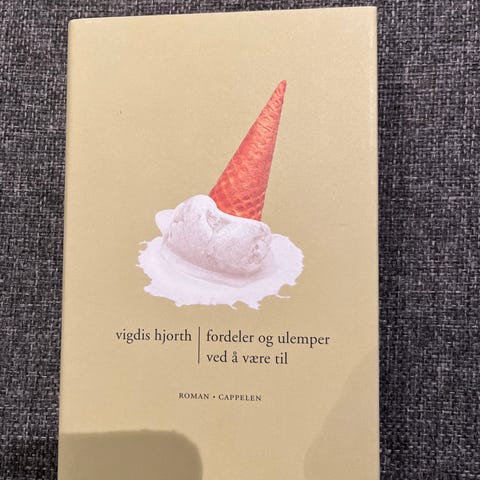 vigdis hjorth | fordeler og ulemper
ved å være til
ROMAN • CAPPELEN